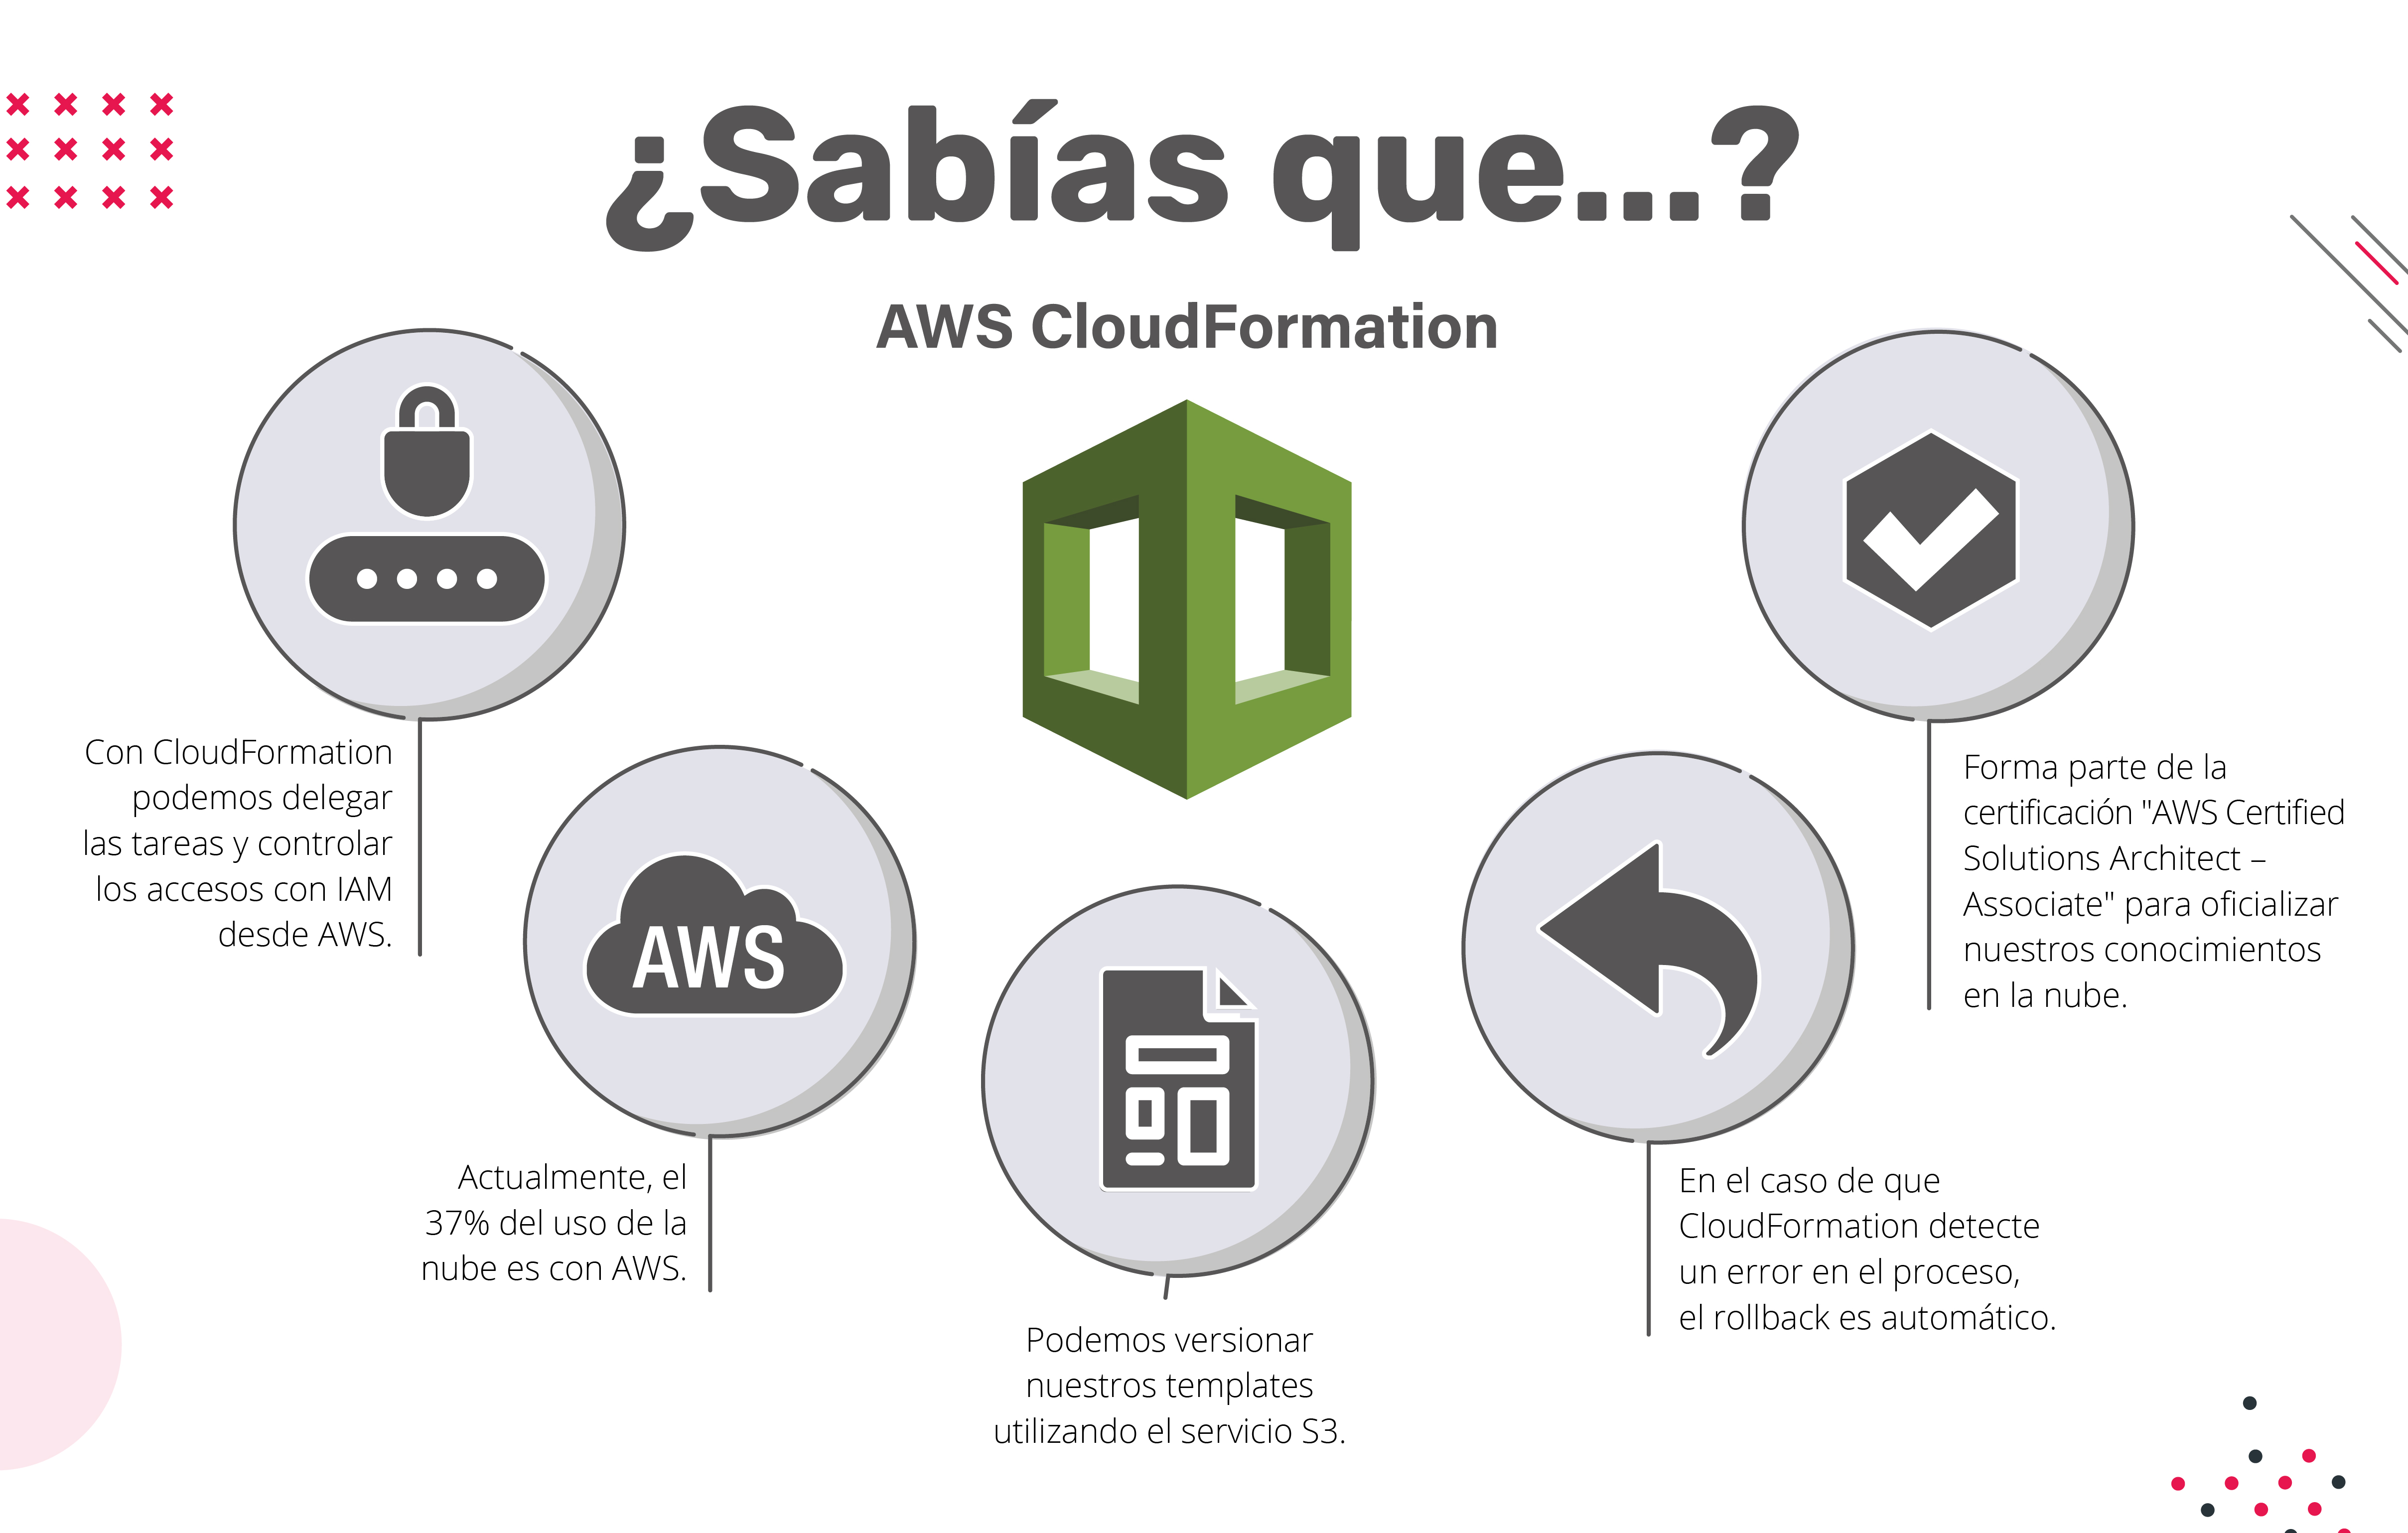 ¿Sabías que...?
AWS CloudFormation
Con CloudFormation
podemos delegar
las tareas y controlar
los accesos con IAM
desde AWS.
AWS
Actualmente, el
37% del uso de la
nube es con AWS.
Podemos versionar
nuestros templates
utilizando el servicio S3.
En el caso de que
CloudFormation detecte
un error en el proceso,
el rollback es automático.
Forma parte de la
certificación "AWS Certified
Solutions Architect –
Associate" para oficializar
nuestros conocimientos
en la nube.